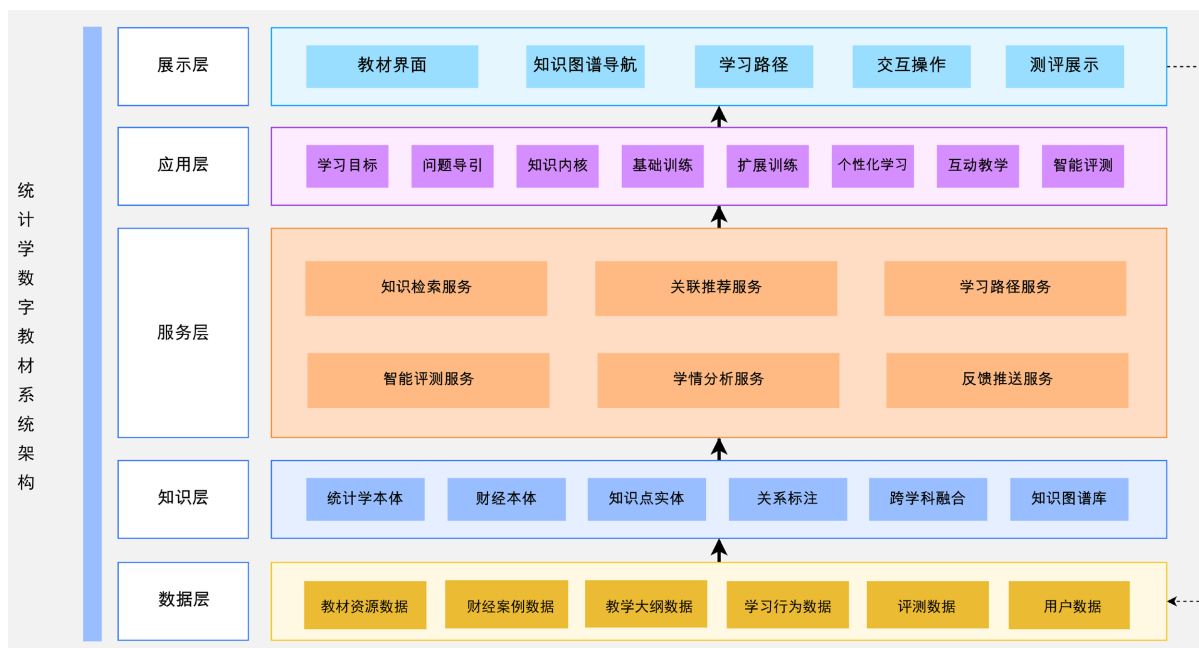 统计学数字教材系统架构
展示层
教材界面 知识图谱导航 学习路径 交互操作 测评展示
应用层
学习目标 问题导引 知识内核 基础训练 扩展训练 个性化学习 互动教学 智能评测
服务层
知识检索服务 关联推荐服务 学习路径服务
智能评测服务 学情分析服务 反馈推送服务
知识层
统计学本体 财经本体 知识点实体 关系标注 跨学科融合 知识图谱库
数据层
教材资源数据 财经案例数据 教学大纲数据 学习行为数据 评测数据 用户数据